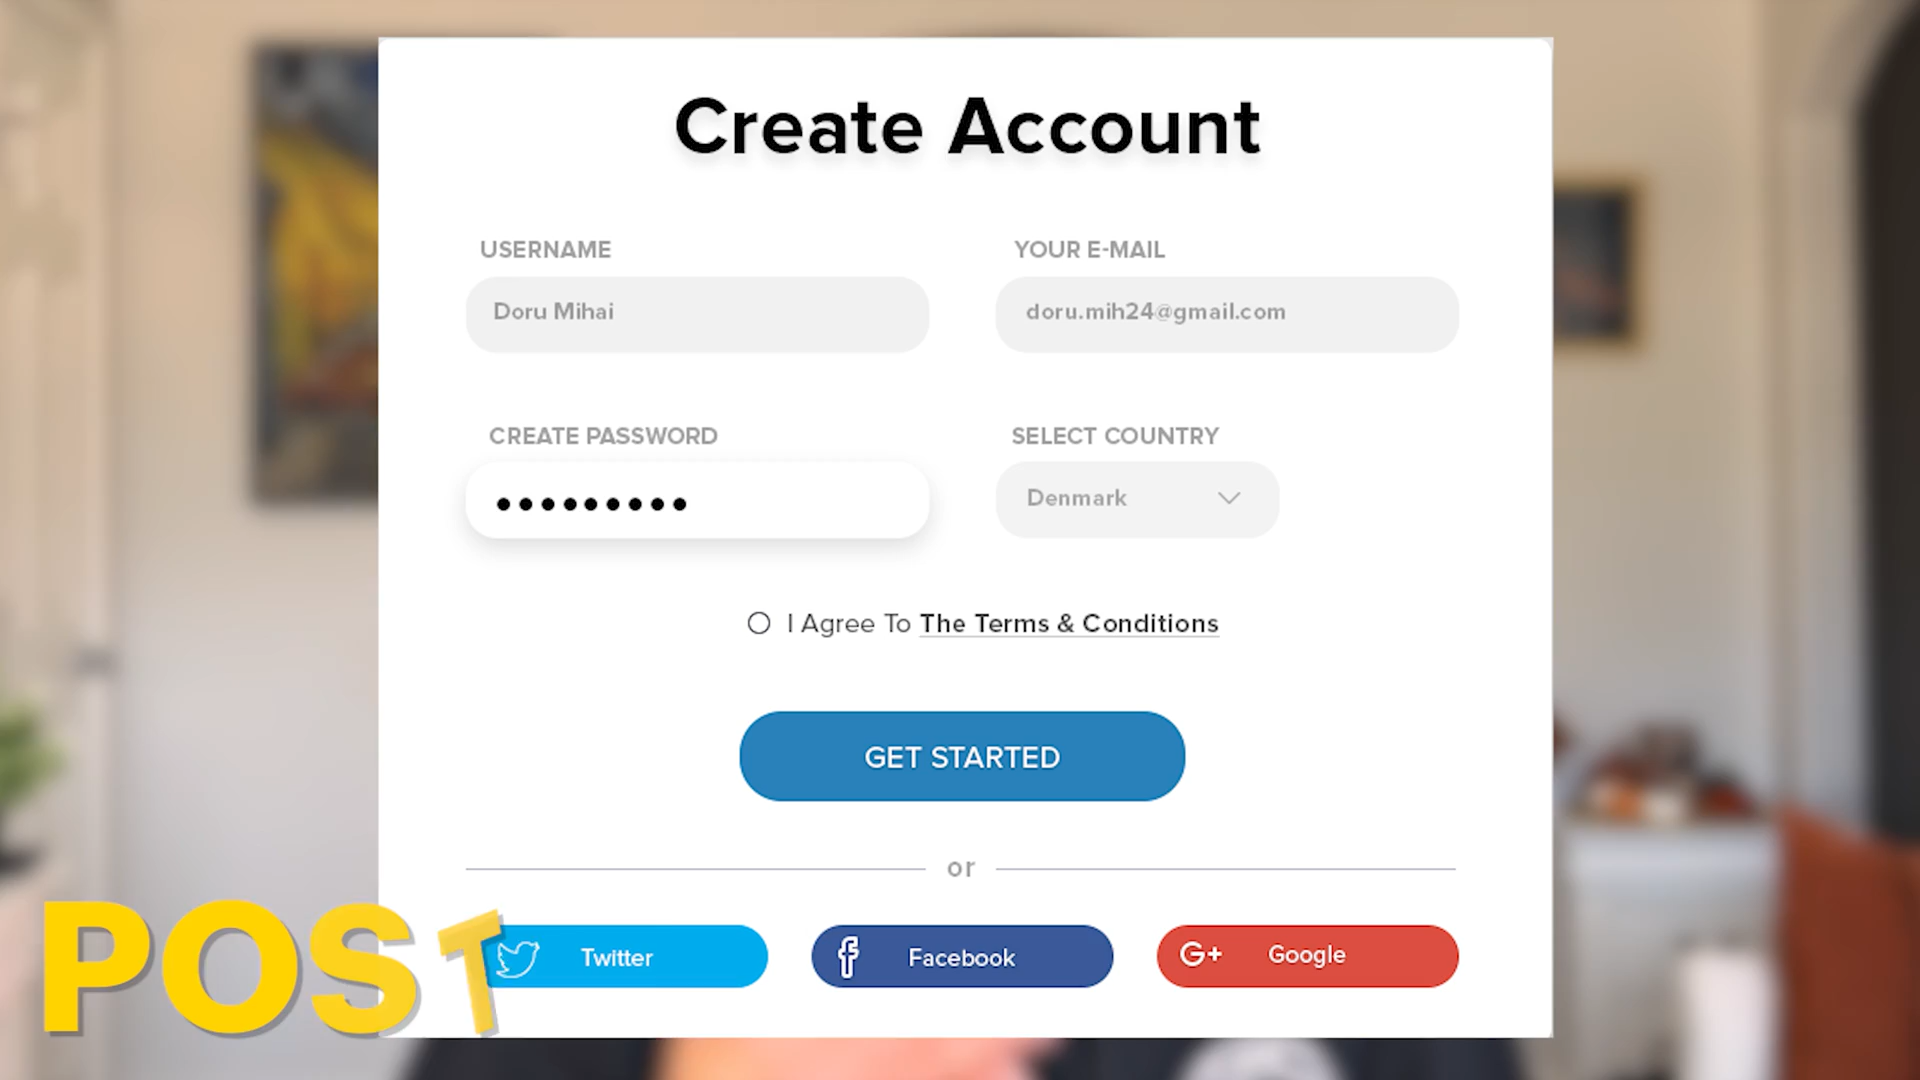 Create Account
USERNAME
YOUR E-MAIL
Doru Mihai
doru.mih24@gmail.com
CREATE PASSWORD
SELECT COUNTRY
Denmark
I Agree To The Terms & Conditions
GET STARTED
or
POST
Twitter
Facebook
G+ Google